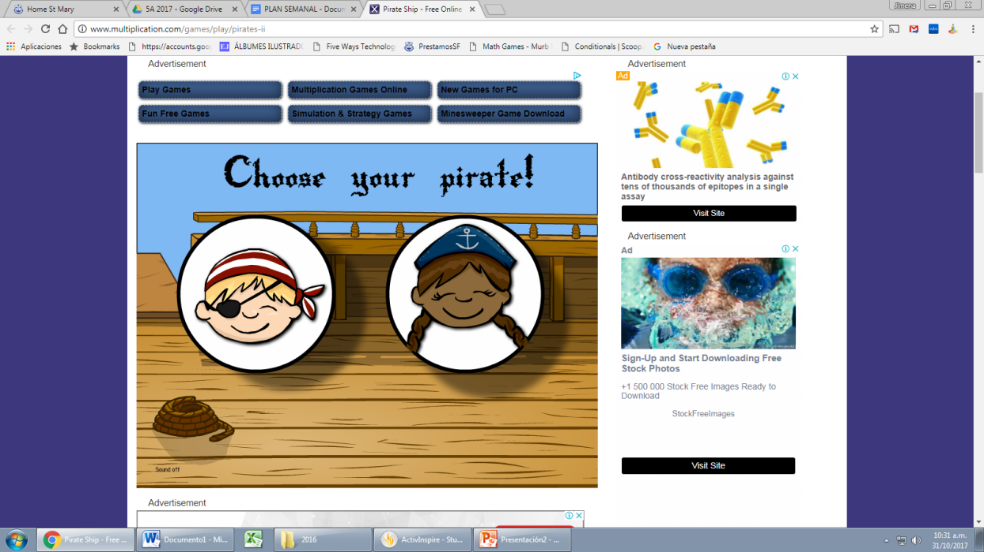 Home St Mary
5A 2017 - Google Drive
PLAN SEMANAL - Docun
Pirate Ship - Free Online
Jimena
www.multiplication.com/games/play/pirates-ii
Aplicaciones
Bookmarks
https://accounts.goo
ÁLBUMES ILUSTRADO
Five Ways Technolog
PrestamosSF
Math Games - Murb
Conditionals | Scoop
Nueva pestaña
Advertisement
Play Games
Multiplication Games Online
New Games for PC
Fun Free Games
Simulation & Strategy Games
Minesweeper Game Download
Choose your pirate!
Sound off
Advertisement
Advertisement
Ad
Antibody cross-reactivity analysis against
tens of thousands of epitopes in a single
assay
Visit Site
Advertisement
Ad
Sign-Up and Start Downloading Free
Stock Photos
+1 500 000 Stock Free Images Ready to
Download
StockFreeImages
Visit Site
Pirate Ship - Free ...
Documento1 - Mi...
2016
ActivInspire - Stu...
Presentación2 - ...
10:31 a.m.
31/10/2017